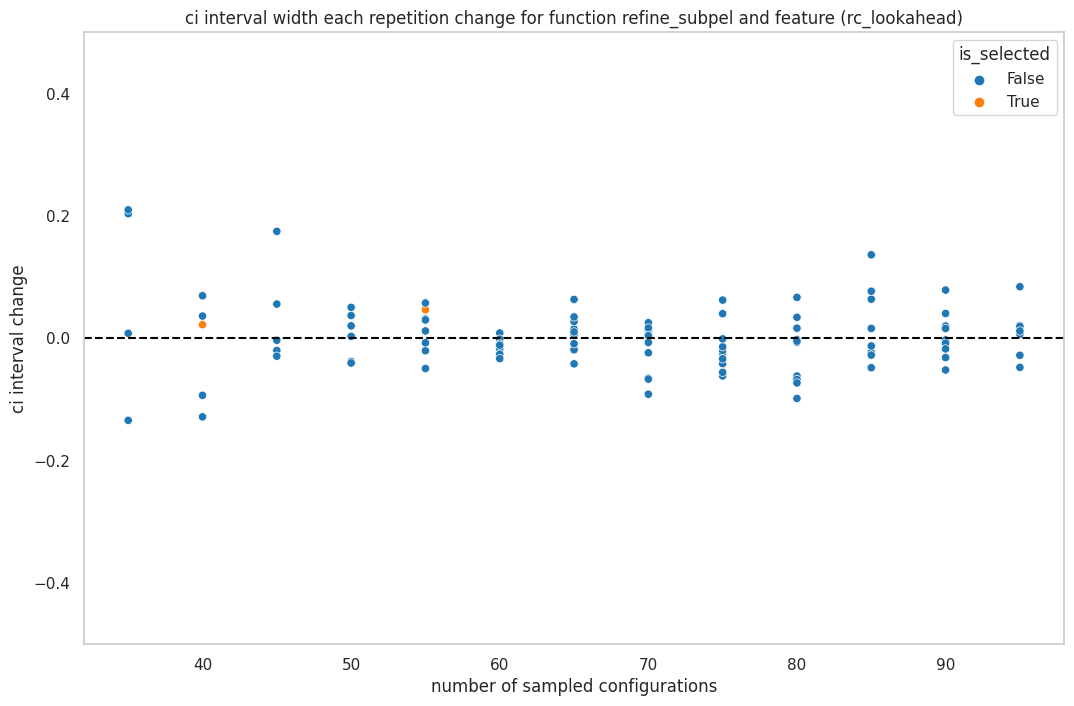 ci interval width each repetition change for function refine_subpel and feature (rc_lookahead)
is_selected
False
True
0.4
0.2
0.0
−0.2
−0.4
ci interval change
40 50 60 70 80 90
number of sampled configurations